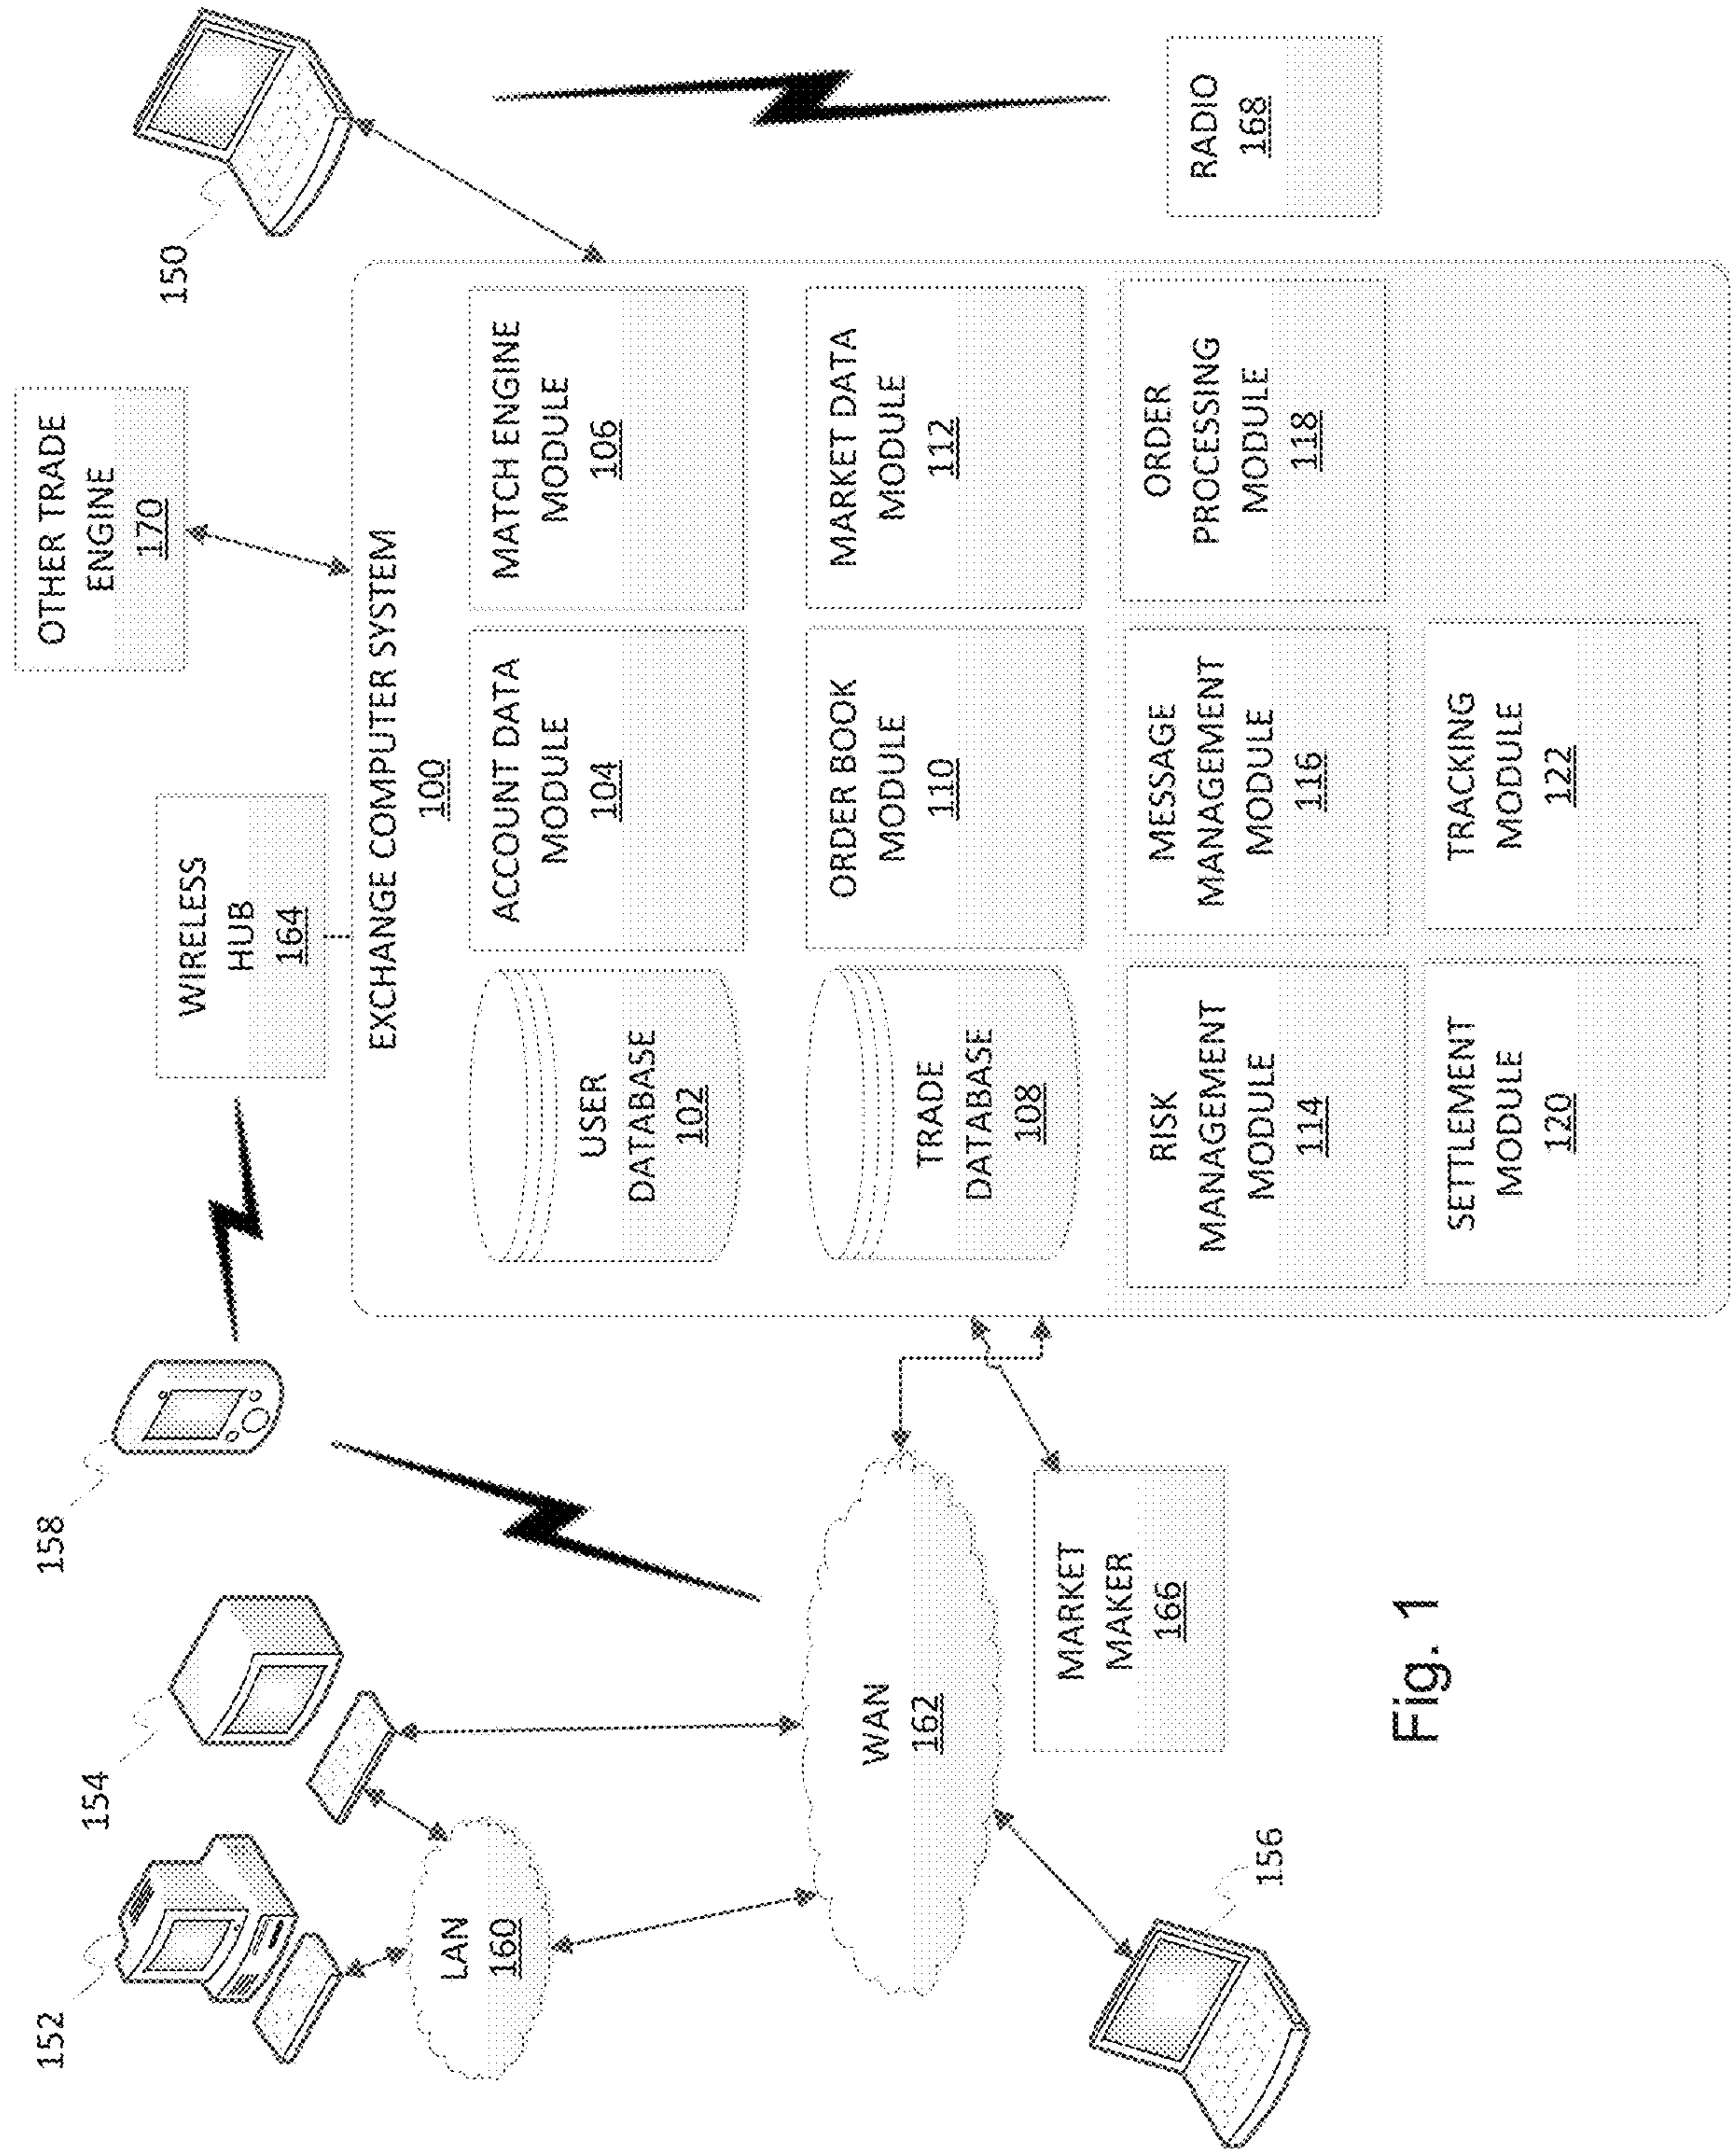 152
154
158
WIRELESS
HUB
164
OTHER TRADE
ENGINE
170
150
LAN
160
WAN
162
156
MARKET
MAKER
166
EXCHANGE COMPUTER SYSTEM
100
USER
DATABASE
102
ACCOUNT DATA
MODULE
104
MATCH ENGINE
MODULE
106
TRADE
DATABASE
108
ORDER BOOK
MODULE
110
MARKET DATA
MODULE
112
RISK
MANAGEMENT
MODULE
114
MESSAGE
MANAGEMENT
MODULE
116
ORDER
PROCESSING
MODULE
118
SETTLEMENT
MODULE
120
TRACKING
MODULE
122
RADIO
168
Fig. 1